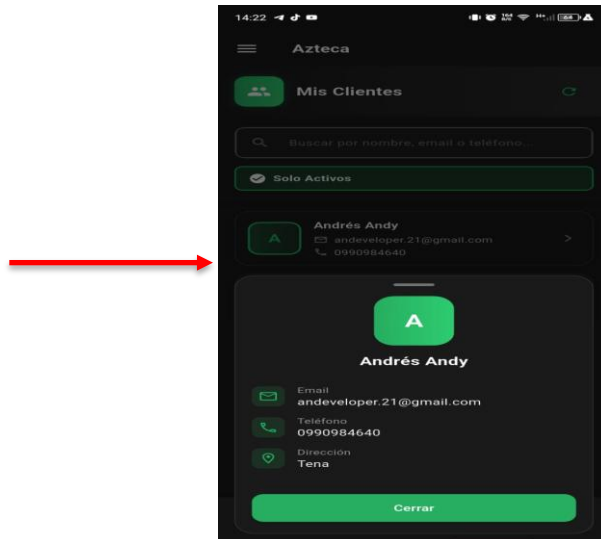 14:22
Azteca
Mis Clientes
Buscar por nombre, email o teléfono...
Solo Activos
A
Andrés Andy
andeveloper.21@gmail.com
0990984640
A
Andrés Andy
Email
andeveloper.21@gmail.com
Teléfono
0990984640
Dirección
Tena
Cerrar